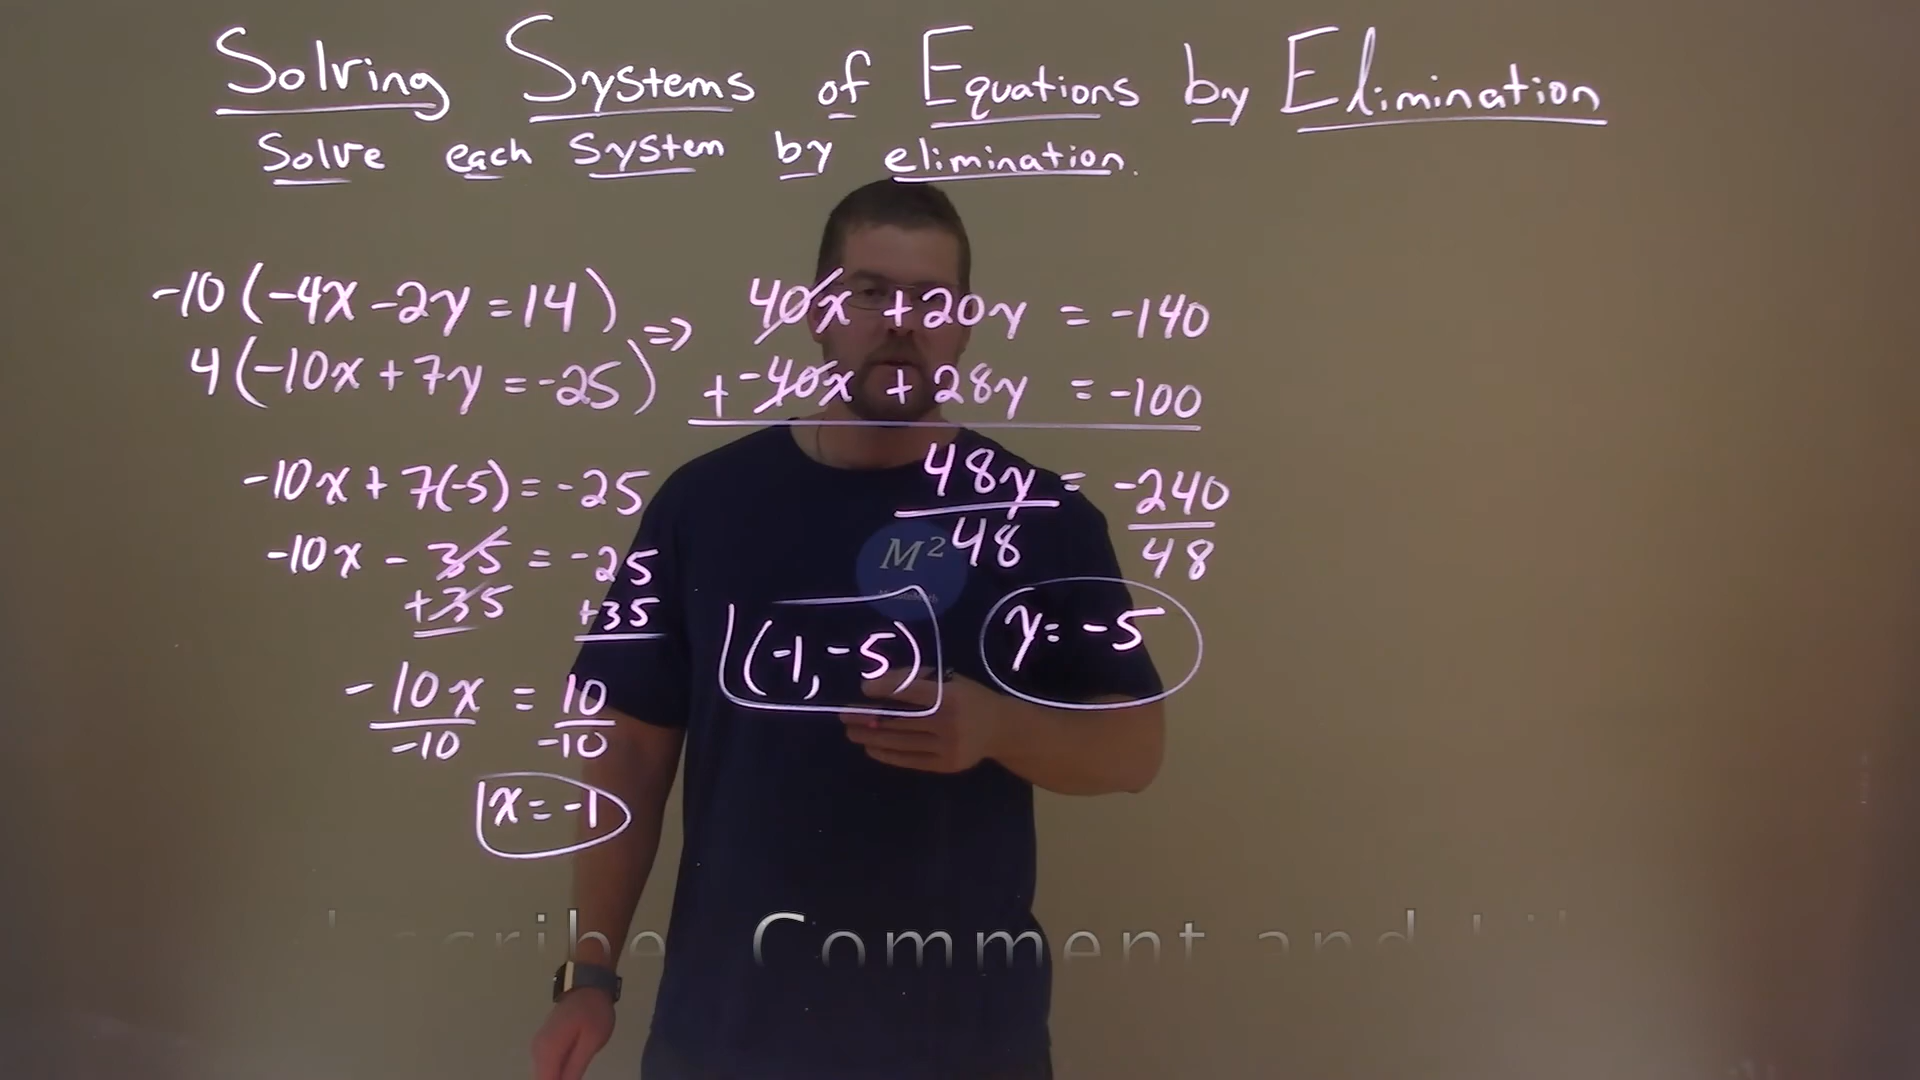 Solving Systems of Equations by Elimination
Solve each system by elimination.
-10(-4x-2y=14)
4(-10x+7y=-25)
=>
40x+20y=-140
+-40x+28y=-100
48y=-240
48 48
y=-5
-10x+7(-5)=-25
-10x-35=-25
+35 +35
-10x=10
-10 -10
x=-1
(-1,-5)
M²
Comment and